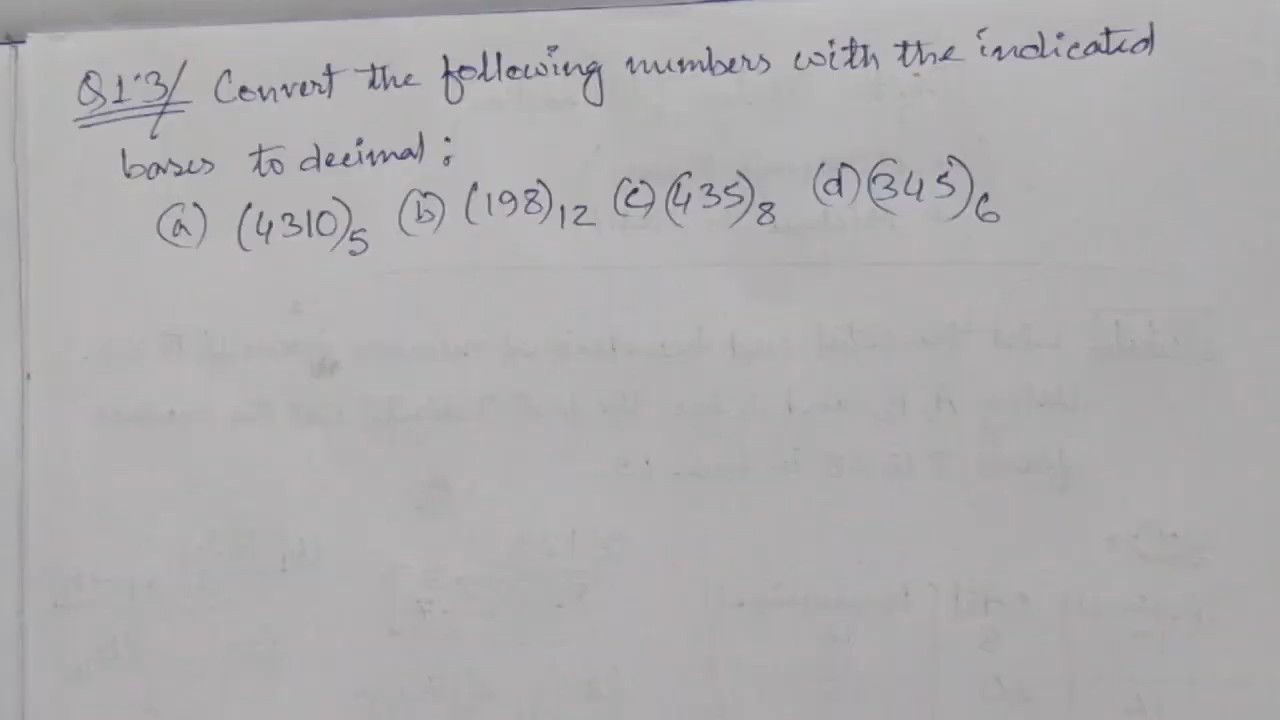 Q1.3/ Convert the following numbers with the indicated
bases to decimal:
(a) (4310)5 (b) (198)12 (c) (435)8 (d) (345)6